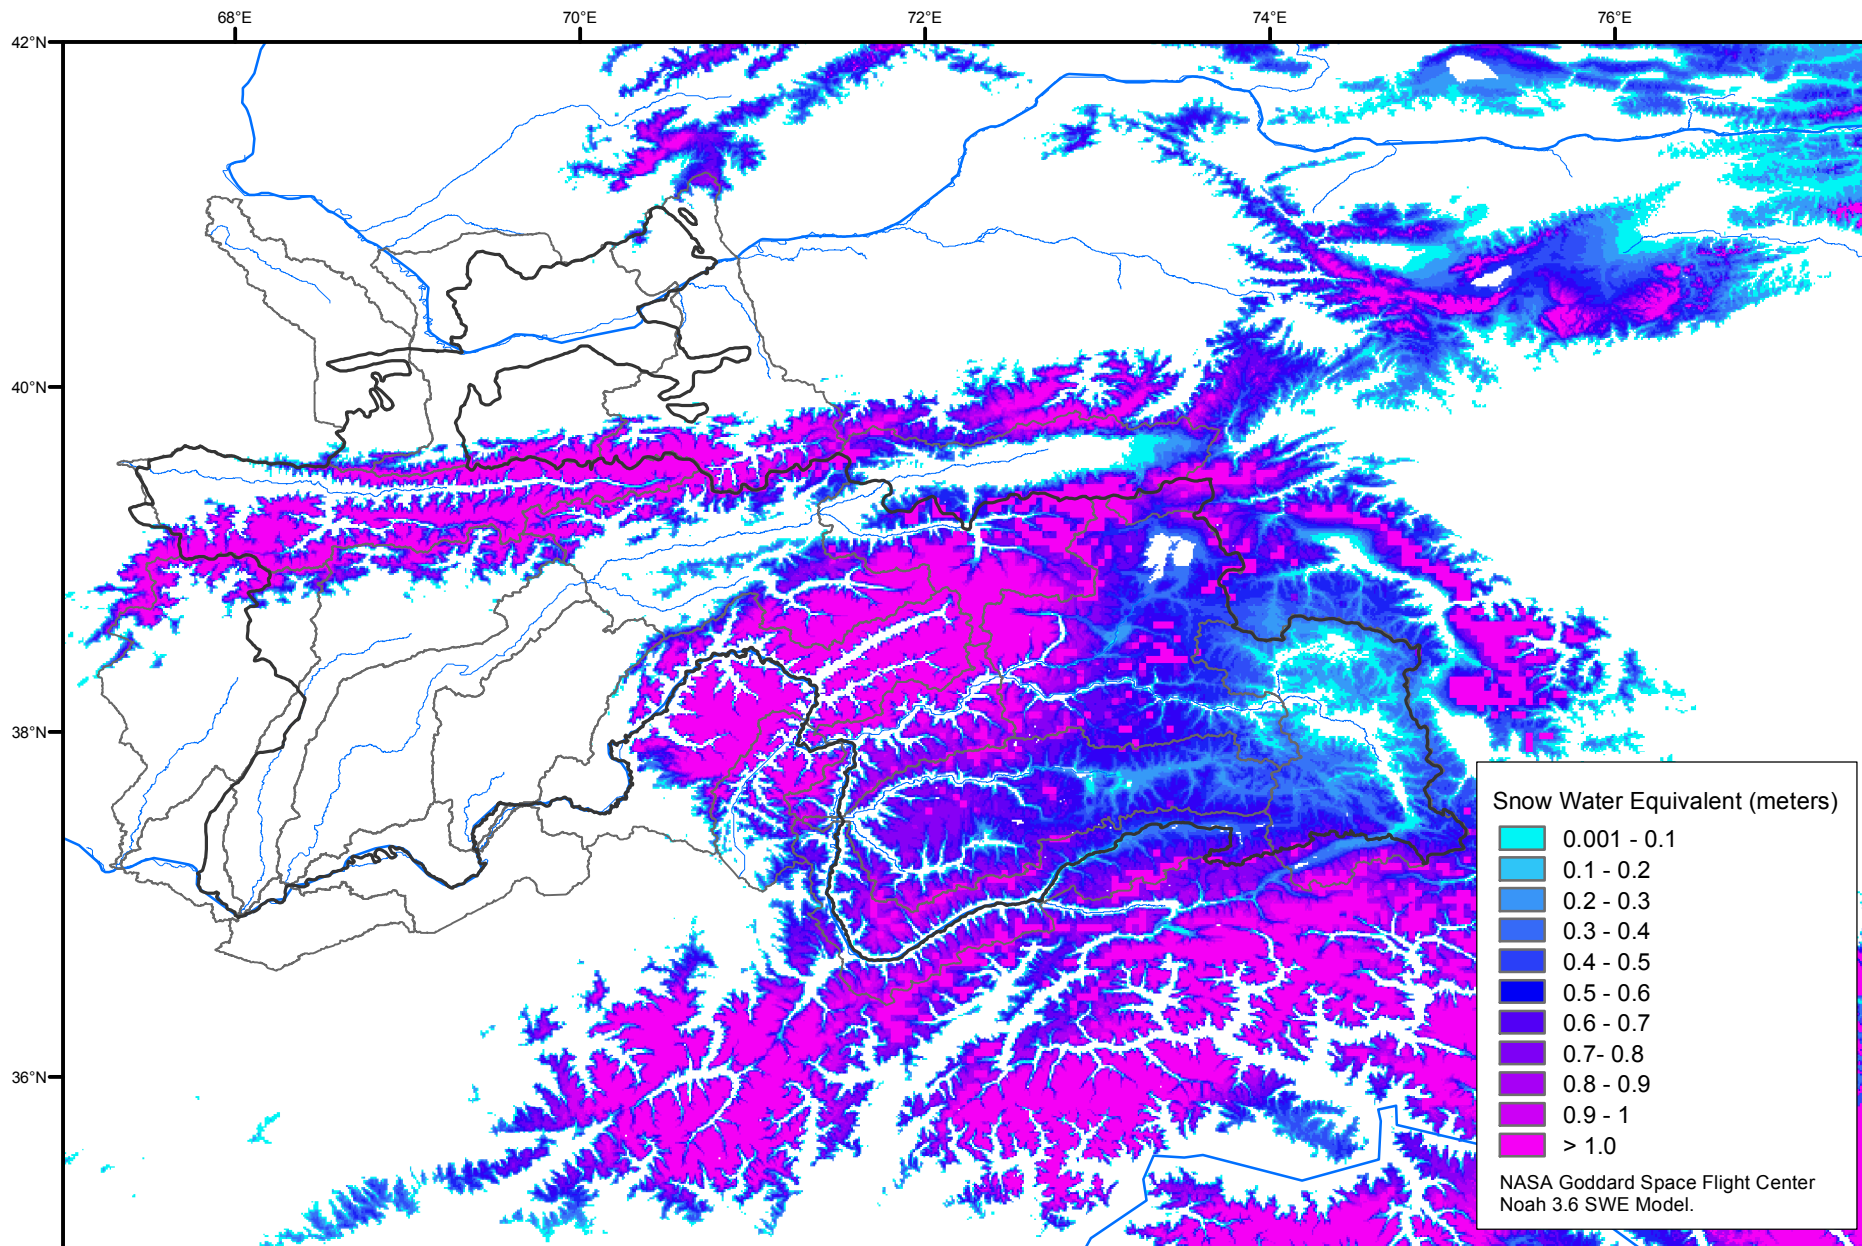 68°E
70°E
72°E
74°E
76°E
42°N
40°N
38°N
36°N
Snow Water Equivalent (meters)
0.001 - 0.1
0.1 - 0.2
0.2 - 0.3
0.3 - 0.4
0.4 - 0.5
0.5 - 0.6
0.6 - 0.7
0.7- 0.8
0.8 - 0.9
0.9 - 1
> 1.0
NASA Goddard Space Flight Center
Noah 3.6 SWE Model.